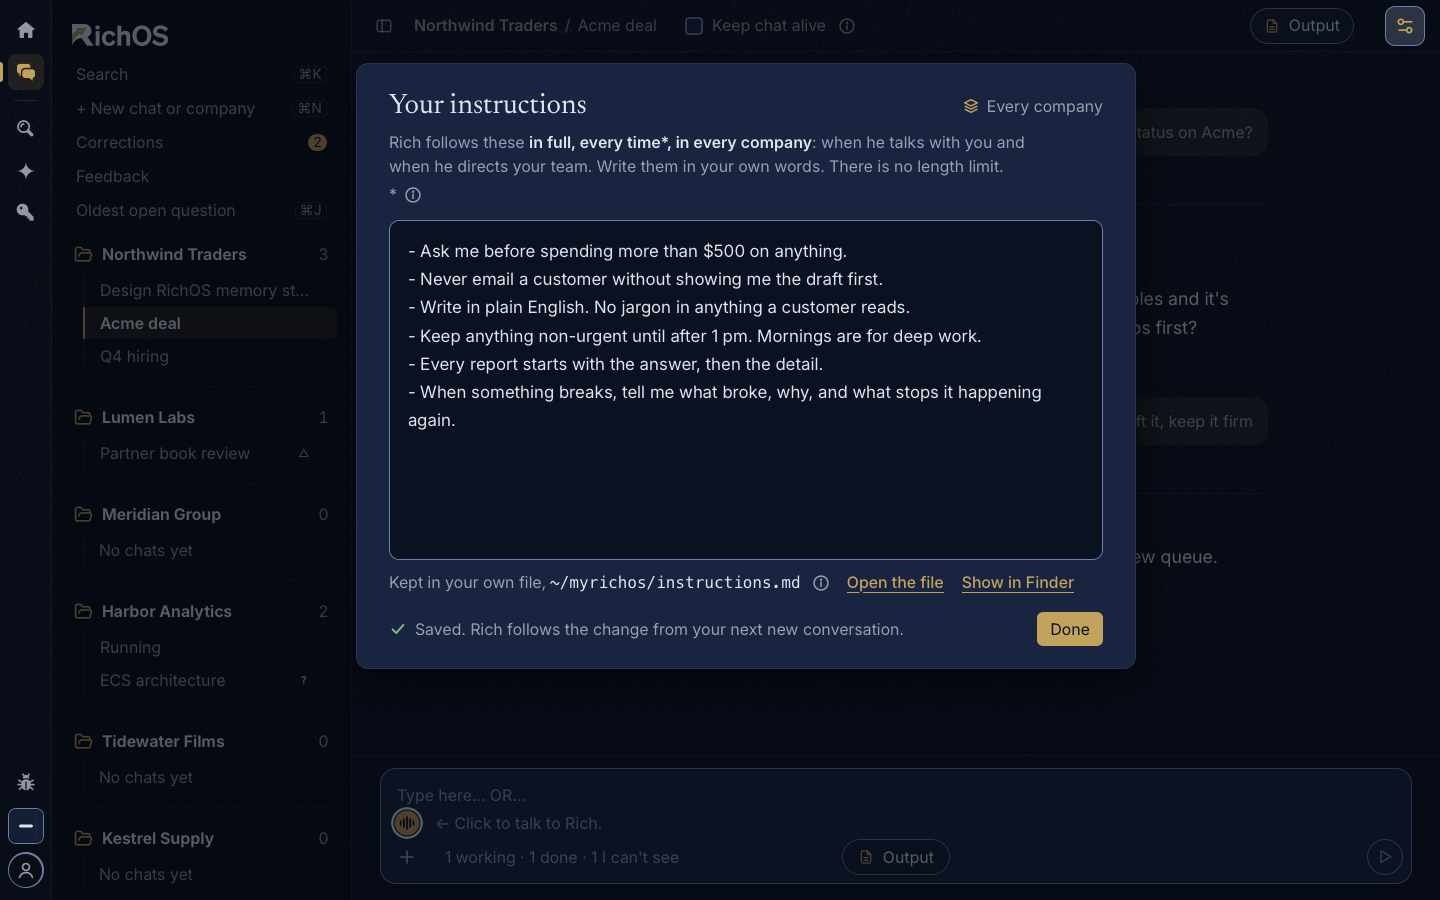 RichOS
Search ⌘K
+ New chat or company ⌘N
Corrections 2
Feedback
Oldest open question ⌘J
Northwind Traders 3
Design RichOS memory st...
Acme deal
Q4 hiring
Lumen Labs 1
Partner book review
Meridian Group 0
No chats yet
Harbor Analytics 2
Running
ECS architecture ?
Tidewater Films 0
No chats yet
Kestrel Supply 0
No chats yet
Northwind Traders / Acme deal Keep chat alive Output
Your instructions
Every company
Rich follows these in full, every time*, in every company: when he talks with you and
when he directs your team. Write them in your own words. There is no length limit.
*
- Ask me before spending more than $500 on anything.
- Never email a customer without showing me the draft first.
- Write in plain English. No jargon in anything a customer reads.
- Keep anything non-urgent until after 1 pm. Mornings are for deep work.
- Every report starts with the answer, then the detail.
- When something breaks, tell me what broke, why, and what stops it happening
again.
Kept in your own file, ~/myrichos/instructions.md Open the file Show in Finder
Saved. Rich follows the change from your next new conversation.
Done
on Acme?
and it's
first?
it, keep it firm
queue.
Type here... OR...
← Click to talk to Rich.
1 working · 1 done · 1 I can't see
Output